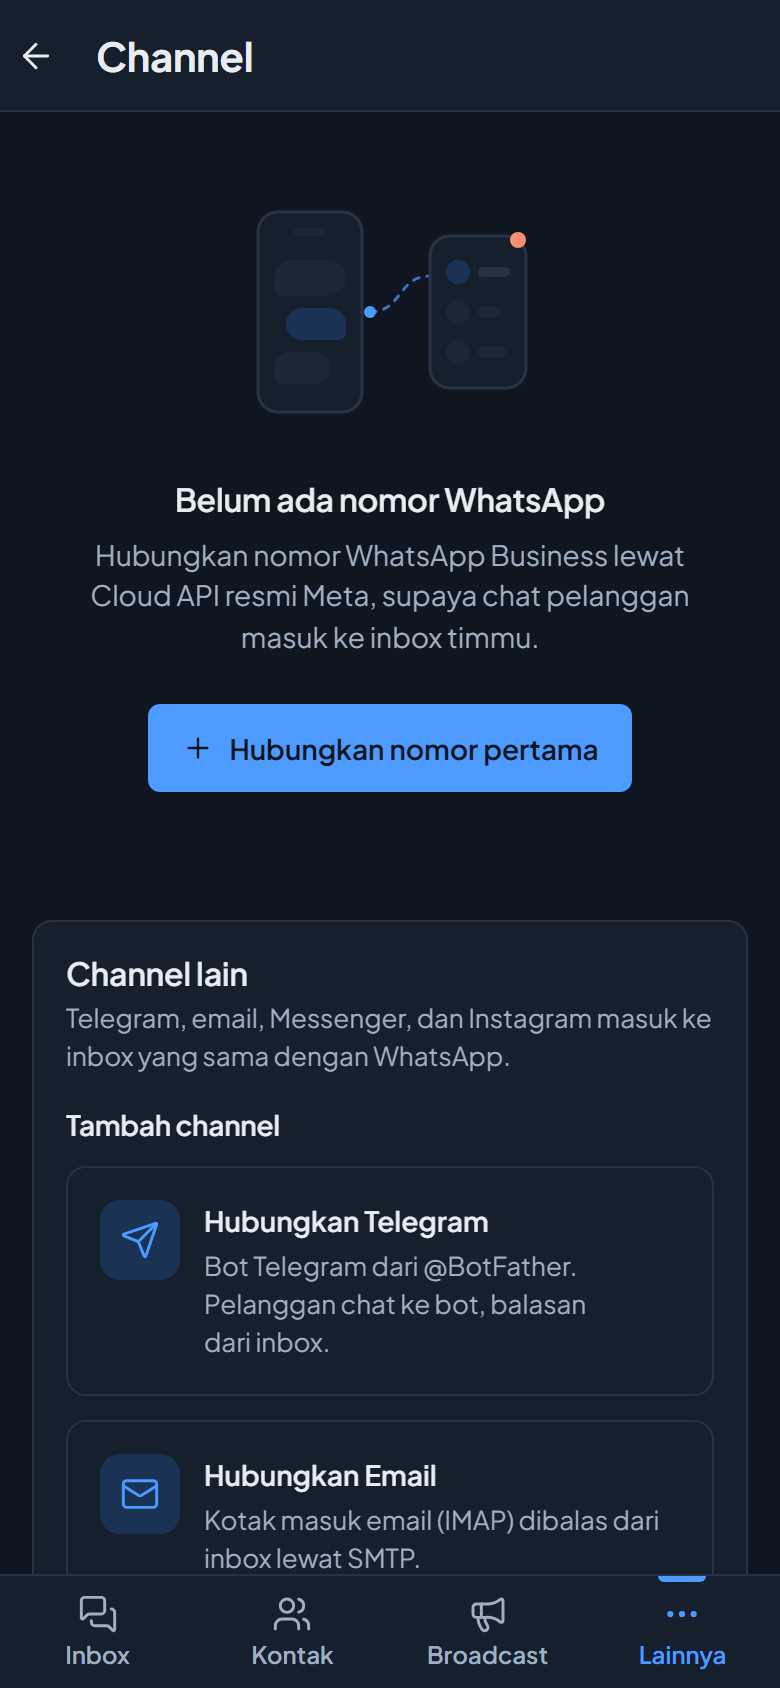 Channel
Belum ada nomor WhatsApp
Hubungkan nomor WhatsApp Business lewat
Cloud API resmi Meta, supaya chat pelanggan
masuk ke inbox timmu.
Hubungkan nomor pertama
Channel lain
Telegram, email, Messenger, dan Instagram masuk ke
inbox yang sama dengan WhatsApp.
Tambah channel
Hubungkan Telegram
Bot Telegram dari @BotFather.
Pelanggan chat ke bot, balasan
dari inbox.
Hubungkan Email
Kotak masuk email (IMAP) dibalas dari
inbox lewat SMTP.
Inbox
Kontak
Broadcast
Lainnya